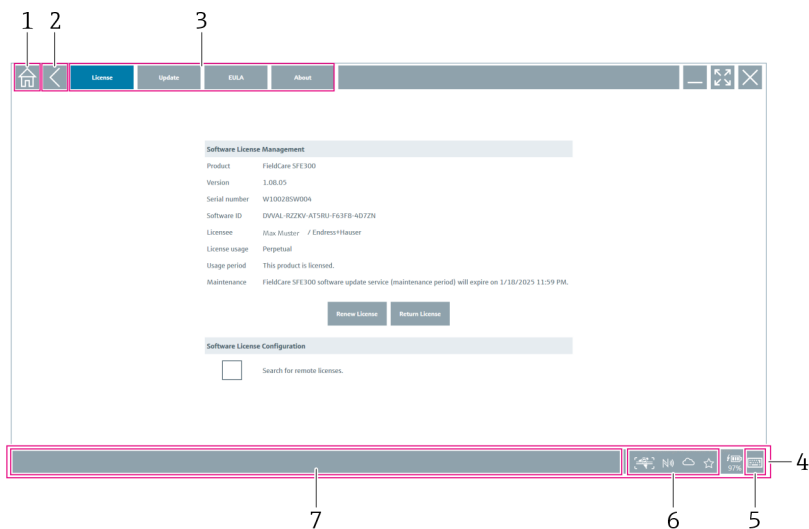 1 2 3
License Update EULA About
Software License Management
Product FieldCare SFE300
Version 1.08.05
Serial number W10028SW004
Software ID DVVAL-RZZKV-AT5RU-F63FB-4D7ZN
Licensee Max Muster / Endress+Hauser
License usage Perpetual
Usage period This product is licensed.
Maintenance FieldCare SFE300 software update service (maintenance period) will expire on 1/18/2025 11:59 PM.
Renew License Return License
Software License Configuration
Search for remote licenses.
97%
4
7 6 5